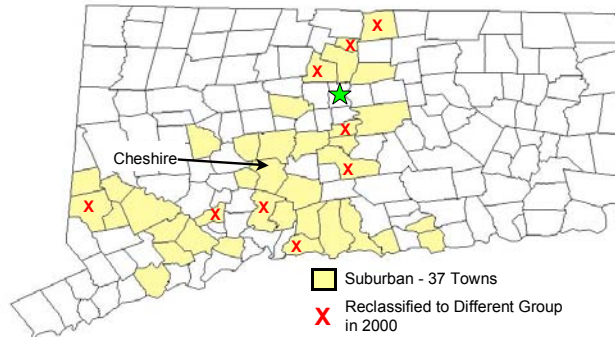 X
X
X
X
Cheshire
X
X
X
X
X
Suburban - 37 Towns
X Reclassified to Different Group
in 2000